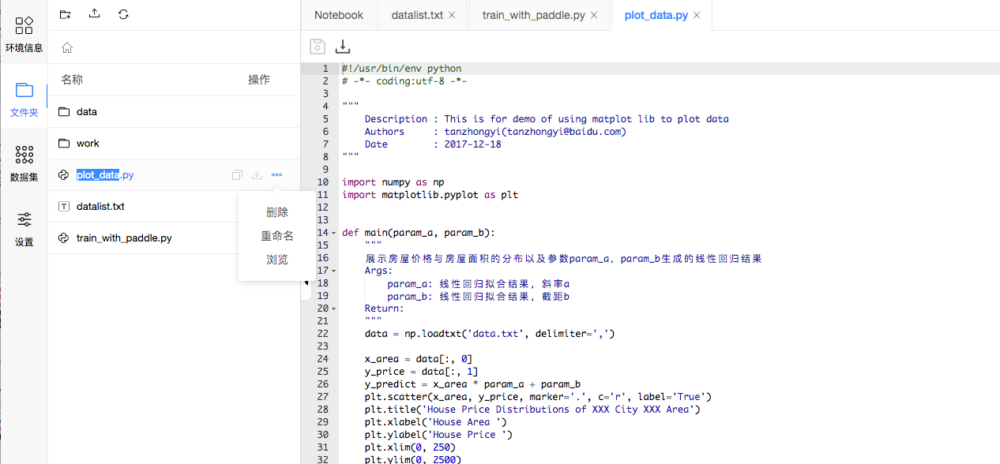 环境信息
文件夹
数据集
设置
名称 操作
data
work
plot_data.py
datalist.txt
train_with_paddle.py
删除
重命名
浏览
Notebook datalist.txt train_with_paddle.py plot_data.py
1 #!/usr/bin/env python
2 # -*- coding:utf-8 -*-
3
4 """
5 Description : This is for demo of using matplot lib to plot data
6 Authors : tanzhongyi(tanzhongyi@baidu.com)
7 Date : 2017-12-18
8 """
9
10 import numpy as np
11 import matplotlib.pyplot as plt
12
13
14 def main(param_a, param_b):
15 """
16 展示房屋价格与房屋面积的分布以及参数param_a, param_b生成的线性回归结果
17 Args:
18 param_a: 线性回归拟合结果, 斜率a
19 param_b: 线性回归拟合结果, 截距b
20 Return:
21 """
22 data = np.loadtxt('data.txt', delimiter=',')
23
24 x_area = data[:, 0]
25 y_price = data[:, 1]
26 y_predict = x_area * param_a + param_b
27 plt.scatter(x_area, y_price, marker='.', c='r', label='True')
28 plt.title('House Price Distributions of XXX City XXX Area')
29 plt.xlabel('House Area ')
30 plt.ylabel('House Price ')
31 plt.xlim(0, 250)
32 plt.ylim(0, 2500)